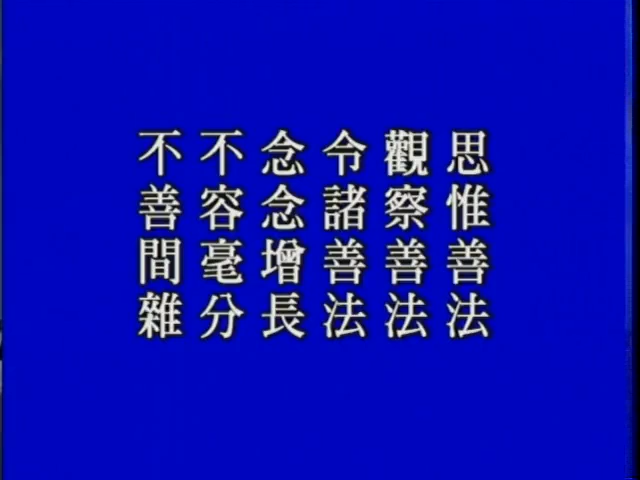 思惟善法
觀察善法
令諸善法
念念增長
不容毫分
不善間雜